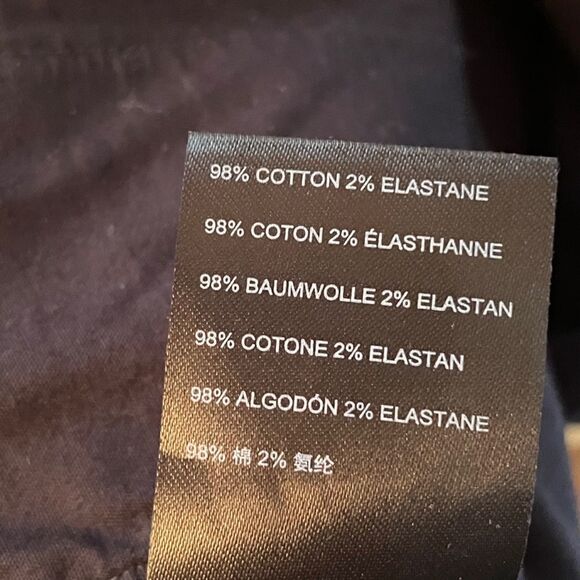 98% COTTON 2% ELASTANE
98% COTON 2% ÉLASTHANNE
98% BAUMWOLLE 2% ELASTAN
98% COTONE 2% ELASTAN
98% ALGODÓN 2% ELASTANE
98% 棉 2% 氨纶